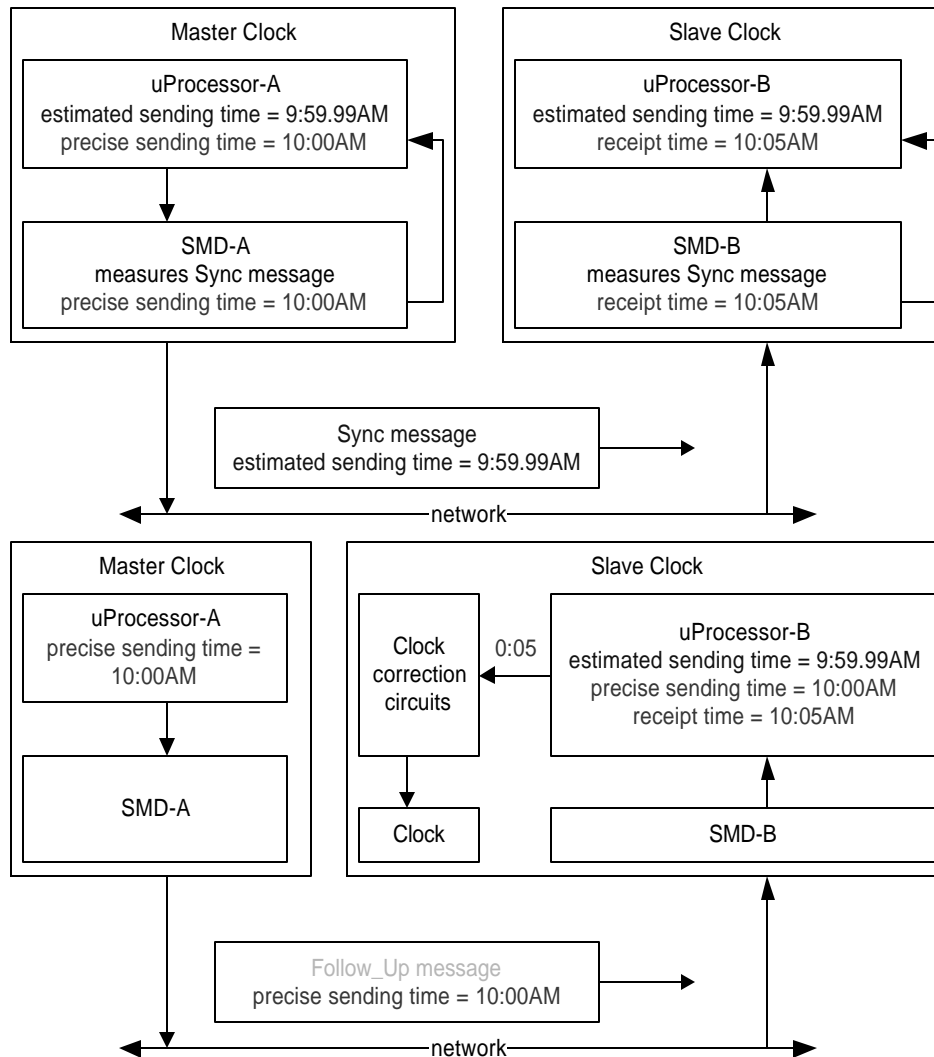 Master Clock
uProcessor-A
estimated sending time = 9:59.99AM
precise sending time = 10:00AM
SMD-A
measures Sync message
precise sending time = 10:00AM
Slave Clock
uProcessor-B
estimated sending time = 9:59.99AM
receipt time = 10:05AM
SMD-B
measures Sync message
receipt time = 10:05AM
Sync message
estimated sending time = 9:59.99AM
network
Master Clock
uProcessor-A
precise sending time =
10:00AM
SMD-A
Slave Clock
Clock
correction
circuits
0:05
uProcessor-B
estimated sending time = 9:59.99AM
precise sending time = 10:00AM
receipt time = 10:05AM
Clock
SMD-B
Follow_Up message
precise sending time = 10:00AM
network